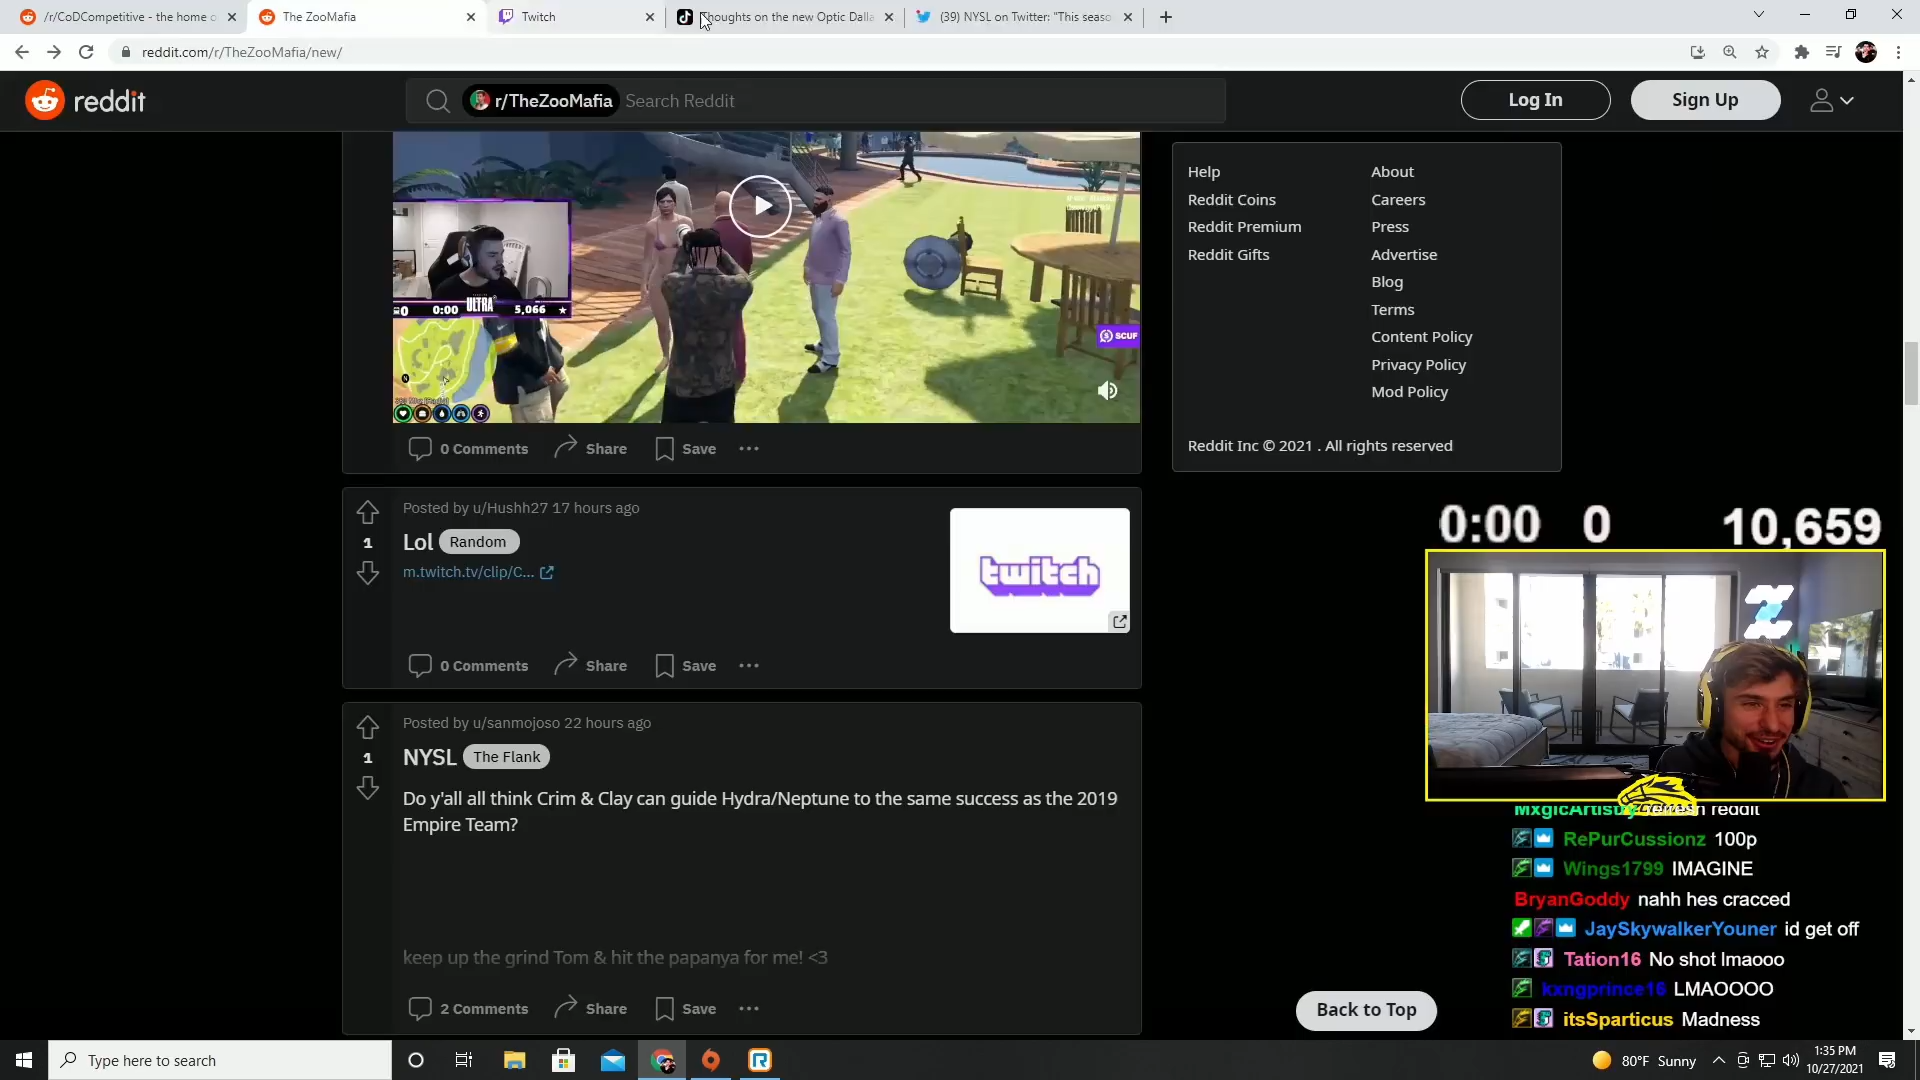 /r/CoDCompetitive - the home o
The ZooMafia
Twitch
Thoughts on the new Optic Dalla
(39) NYSL on Twitter: "This seaso
reddit.com/r/TheZooMafia/new/
reddit
r/TheZooMafia Search Reddit
Log In
Sign Up
0:00
ULTRA
5,066
SCUF
0 Comments
Share
Save
Help
Reddit Coins
Reddit Premium
Reddit Gifts
About
Careers
Press
Advertise
Blog
Terms
Content Policy
Privacy Policy
Mod Policy
Reddit Inc © 2021 . All rights reserved
Posted by u/Hushh27 17 hours ago
1
Lol Random
m.twitch.tv/clip/C...
twitch
0 Comments
Share
Save
Posted by u/sanmojoso 22 hours ago
1
NYSL The Flank
Do y'all all think Crim & Clay can guide Hydra/Neptune to the same success as the 2019
Empire Team?
keep up the grind Tom & hit the papanya for me! <3
2 Comments
Share
Save
Back to Top
0:00 0 10,659
MxgicArtistry refresh reddit
RePurCussionz 100p
Wings1799 IMAGINE
BryanGoddy nahh hes cracced
JaySkywalkerYouner id get off
Tation16 No shot lmaooo
kxngprince16 LMAOOOO
itsSparticus Madness
Type here to search
80°F Sunny
1:35 PM
10/27/2021